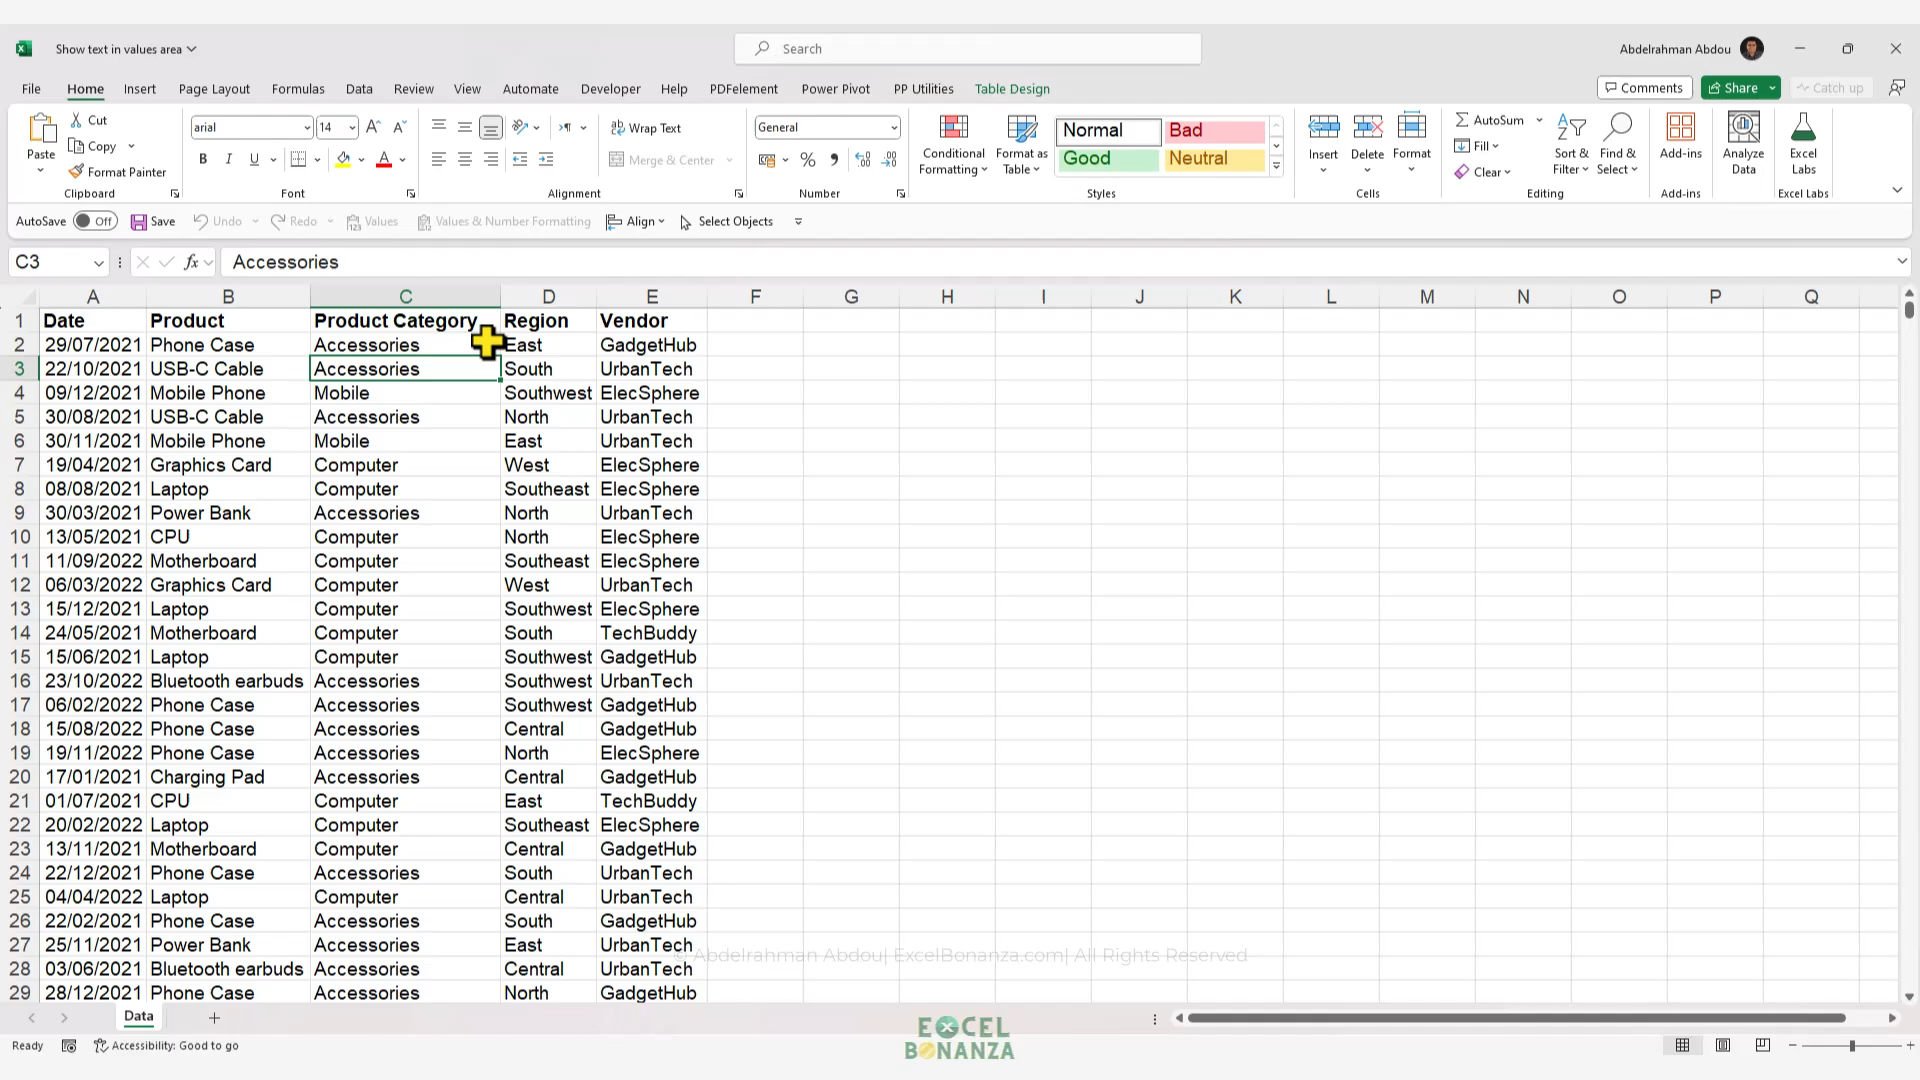 Show text in values area
Search
Abdelrahman Abdou
File Home Insert Page Layout Formulas Data Review View Automate Developer Help PDFelement Power Pivot PP Utilities Table Design
Comments Share Catch up
Paste Cut Copy Format Painter
arial 14
B I U
Wrap Text
Merge & Center
General
Conditional Formatting Format as Table
Normal Bad
Good Neutral
Insert Delete Format
AutoSum
Fill
Clear
Sort & Filter Find & Select
Add-ins
Analyze Data
Excel Labs
Clipboard Font Alignment Number Styles Cells Editing Add-ins Excel Labs
AutoSave Off Save Undo Redo Values Values & Number Formatting Align Select Objects
C3 fx Accessories
A B C D E F G H I J K L M N O P Q
1 Date Product Product Category Region Vendor
2 29/07/2021 Phone Case Accessories East GadgetHub
3 22/10/2021 USB-C Cable Accessories South UrbanTech
4 09/12/2021 Mobile Phone Mobile Southwest ElecSphere
5 30/08/2021 USB-C Cable Accessories North UrbanTech
6 30/11/2021 Mobile Phone Mobile East UrbanTech
7 19/04/2021 Graphics Card Computer West ElecSphere
8 08/08/2021 Laptop Computer Southeast ElecSphere
9 30/03/2021 Power Bank Accessories North UrbanTech
10 13/05/2021 CPU Computer North ElecSphere
11 11/09/2022 Motherboard Computer Southeast ElecSphere
12 06/03/2022 Graphics Card Computer West UrbanTech
13 15/12/2021 Laptop Computer Southwest ElecSphere
14 24/05/2021 Motherboard Computer South TechBuddy
15 15/06/2021 Laptop Computer Southwest GadgetHub
16 23/10/2022 Bluetooth earbuds Accessories Southwest UrbanTech
17 06/02/2022 Phone Case Accessories Southwest GadgetHub
18 15/08/2022 Phone Case Accessories Central GadgetHub
19 19/11/2022 Phone Case Accessories North ElecSphere
20 17/01/2021 Charging Pad Accessories Central GadgetHub
21 01/07/2021 CPU Computer East TechBuddy
22 20/02/2022 Laptop Computer Southeast ElecSphere
23 13/11/2021 Motherboard Computer Central GadgetHub
24 22/12/2021 Phone Case Accessories South UrbanTech
25 04/04/2022 Laptop Computer Central UrbanTech
26 22/02/2021 Phone Case Accessories South GadgetHub
27 25/11/2021 Power Bank Accessories East UrbanTech
© Abdelrahman Abdou| ExcelBonanza.com| All Rights Reserved
28 03/06/2021 Bluetooth earbuds Accessories Central UrbanTech
29 28/12/2021 Phone Case Accessories North GadgetHub
Data
EXCEL
BONANZA
Ready Accessibility: Good to go